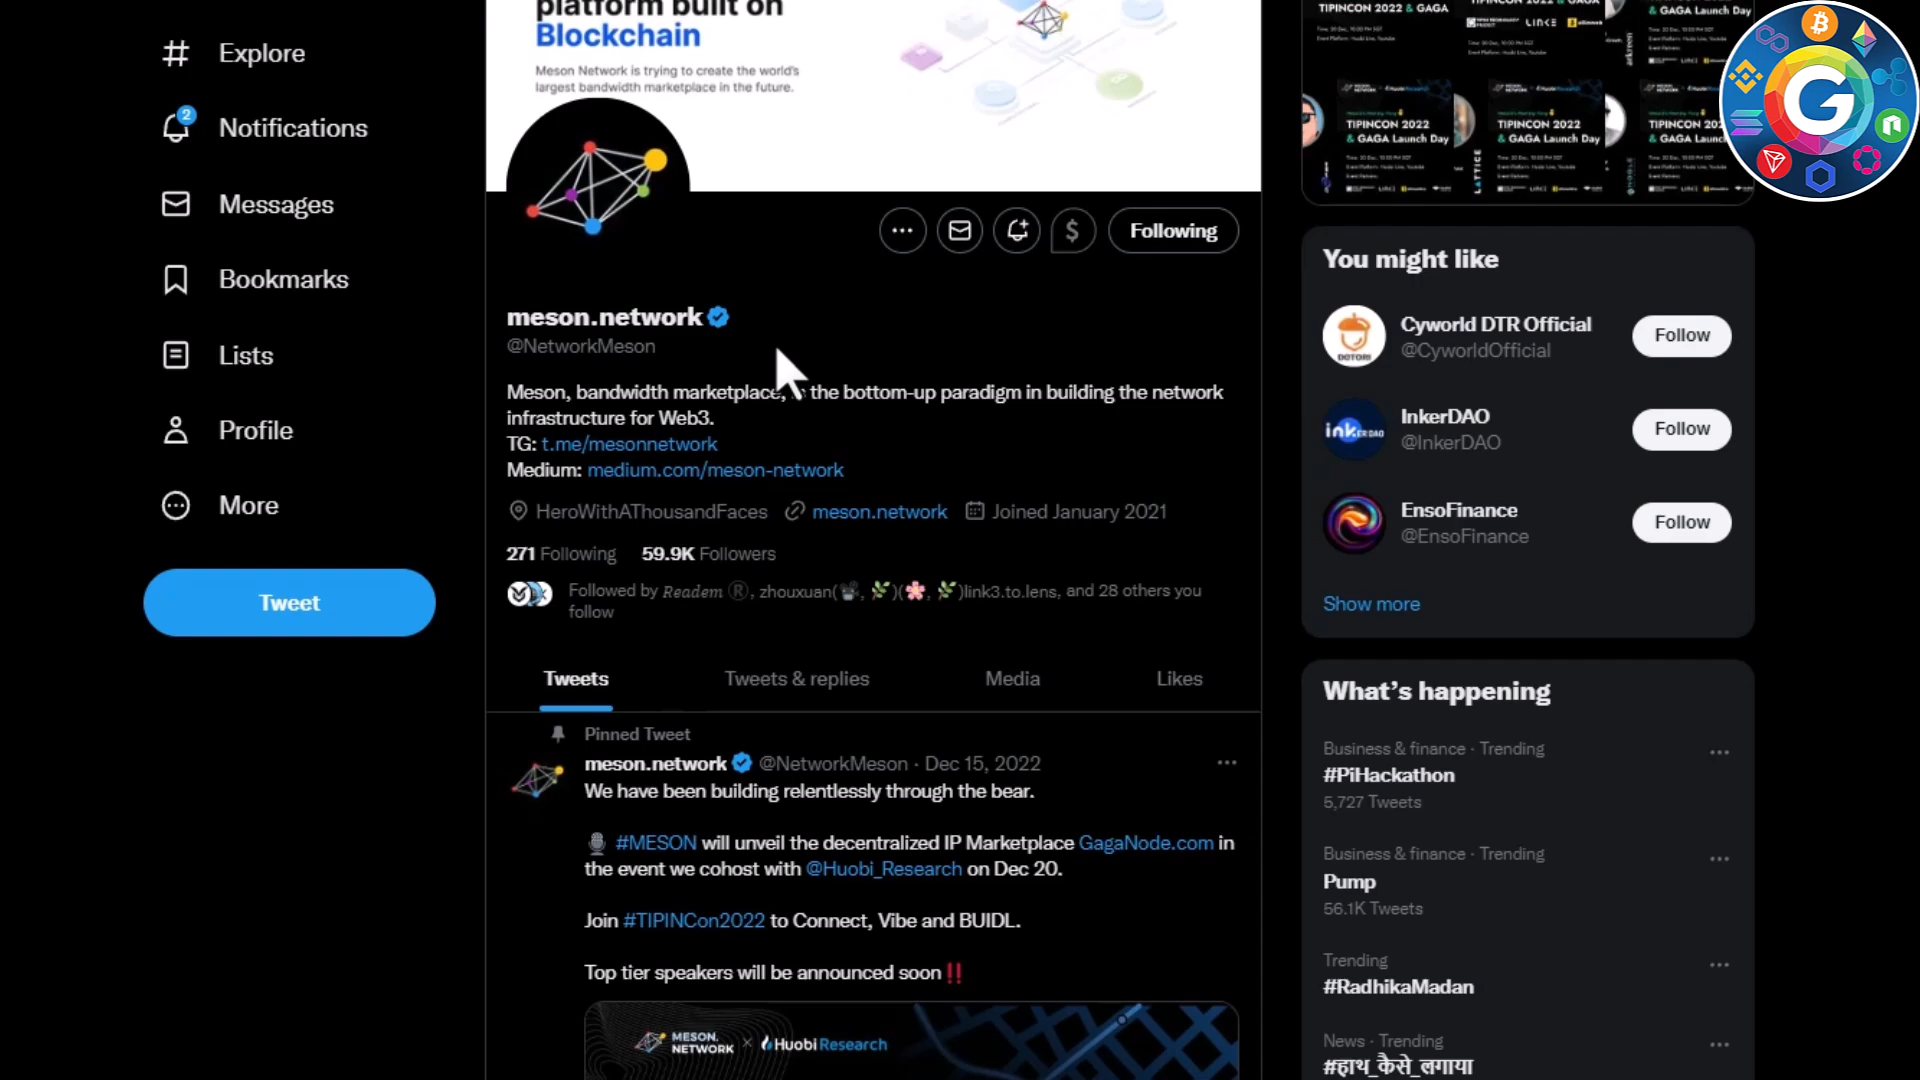 platform built on
Blockchain
Meson Network is trying to create the world's
largest bandwidth marketplace in the future.
Explore
2
Notifications
Messages
Bookmarks
Lists
Profile
More
Tweet
Following
meson.network
@NetworkMeson
Meson, bandwidth marketplace, the bottom-up paradigm in building the network
infrastructure for Web3.
TG: t.me/mesonnetwork
Medium: medium.com/meson-network
HeroWithAThousandFaces meson.network Joined January 2021
271 Following 59.9K Followers
Followed by Readem Ⓡ, zhouxuan(📽, 🌿)(🌸, 🌿)link3.to.lens, and 28 others you
follow
Tweets Tweets & replies Media Likes
Pinned Tweet
meson.network @NetworkMeson · Dec 15, 2022
We have been building relentlessly through the bear.
🎙 #MESON will unveil the decentralized IP Marketplace GagaNode.com in
the event we cohost with @Huobi_Research on Dec 20.
Join #TIPINCon2022 to Connect, Vibe and BUIDL.
Top tier speakers will be announced soon ‼️
MESON.
NETWORK × Huobi Research
TIPINCON 2022 & GAGA
& GAGA Launch Day
TIPINCON 2022
& GAGA Launch Day
TIPINCON 2022
& GAGA Launch Day
TIPINCON 2022
LATTICE
G
You might like
DOTORI
Cyworld DTR Official
@CyworldOfficial
Follow
INKERDAO
InkerDAO
@InkerDAO
Follow
EnsoFinance
@EnsoFinance
Follow
Show more
What's happening
Business & finance · Trending
#PiHackathon
5,727 Tweets
Business & finance · Trending
Pump
56.1K Tweets
Trending
#RadhikaMadan
News · Trending
#हाथ_कैसे_लगाया